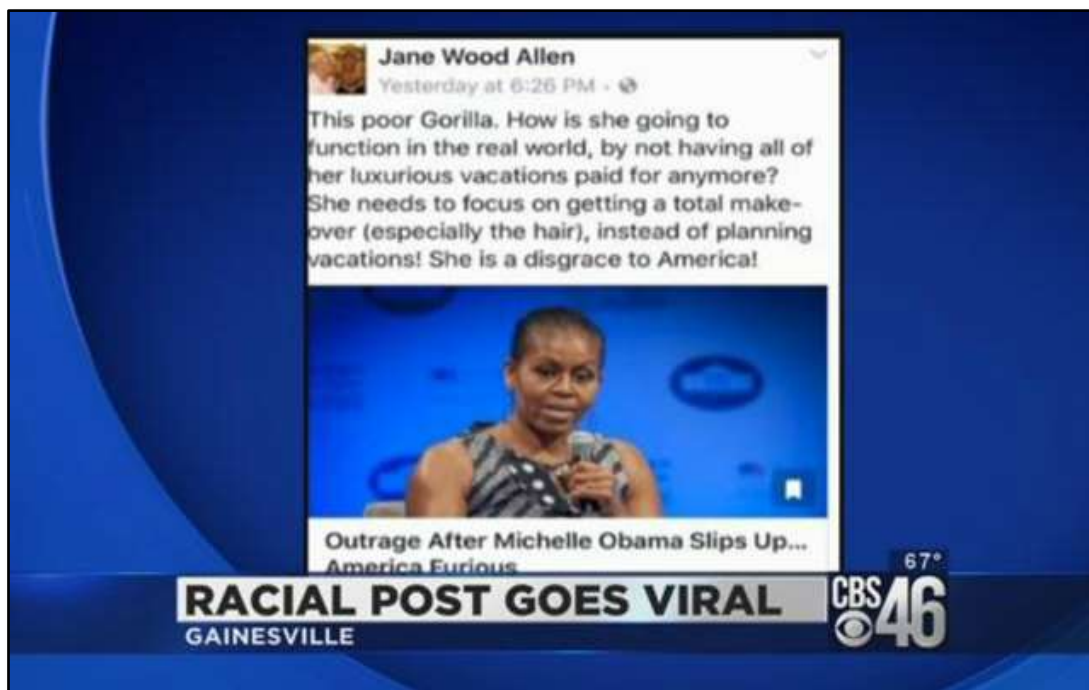 Jane Wood Allen
Yesterday at 6:26 PM ·
This poor Gorilla. How is she going to
function in the real world, by not having all of
her luxurious vacations paid for anymore?
She needs to focus on getting a total make-
over (especially the hair), instead of planning
vacations! She is a disgrace to America!
Outrage After Michelle Obama Slips Up...
America Furious
67°
RACIAL POST GOES VIRAL
CBS 46
GAINESVILLE